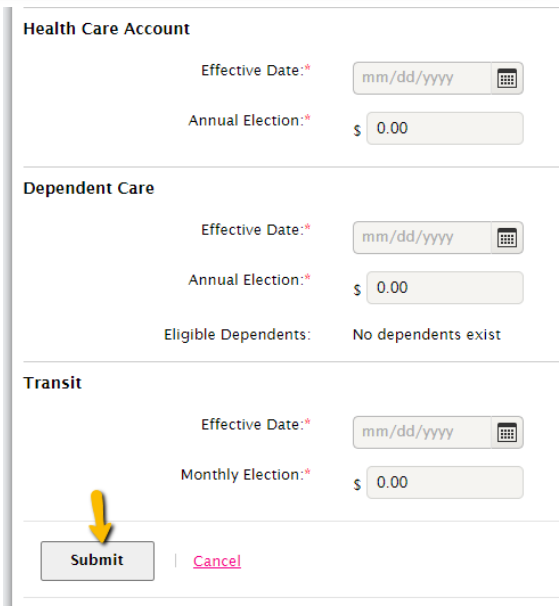 Health Care Account
Effective Date:* mm/dd/yyyy
Annual Election:* $ 0.00
Dependent Care
Effective Date:* mm/dd/yyyy
Annual Election:* $ 0.00
Eligible Dependents: No dependents exist
Transit
Effective Date:* mm/dd/yyyy
Monthly Election:* $ 0.00
Submit | Cancel